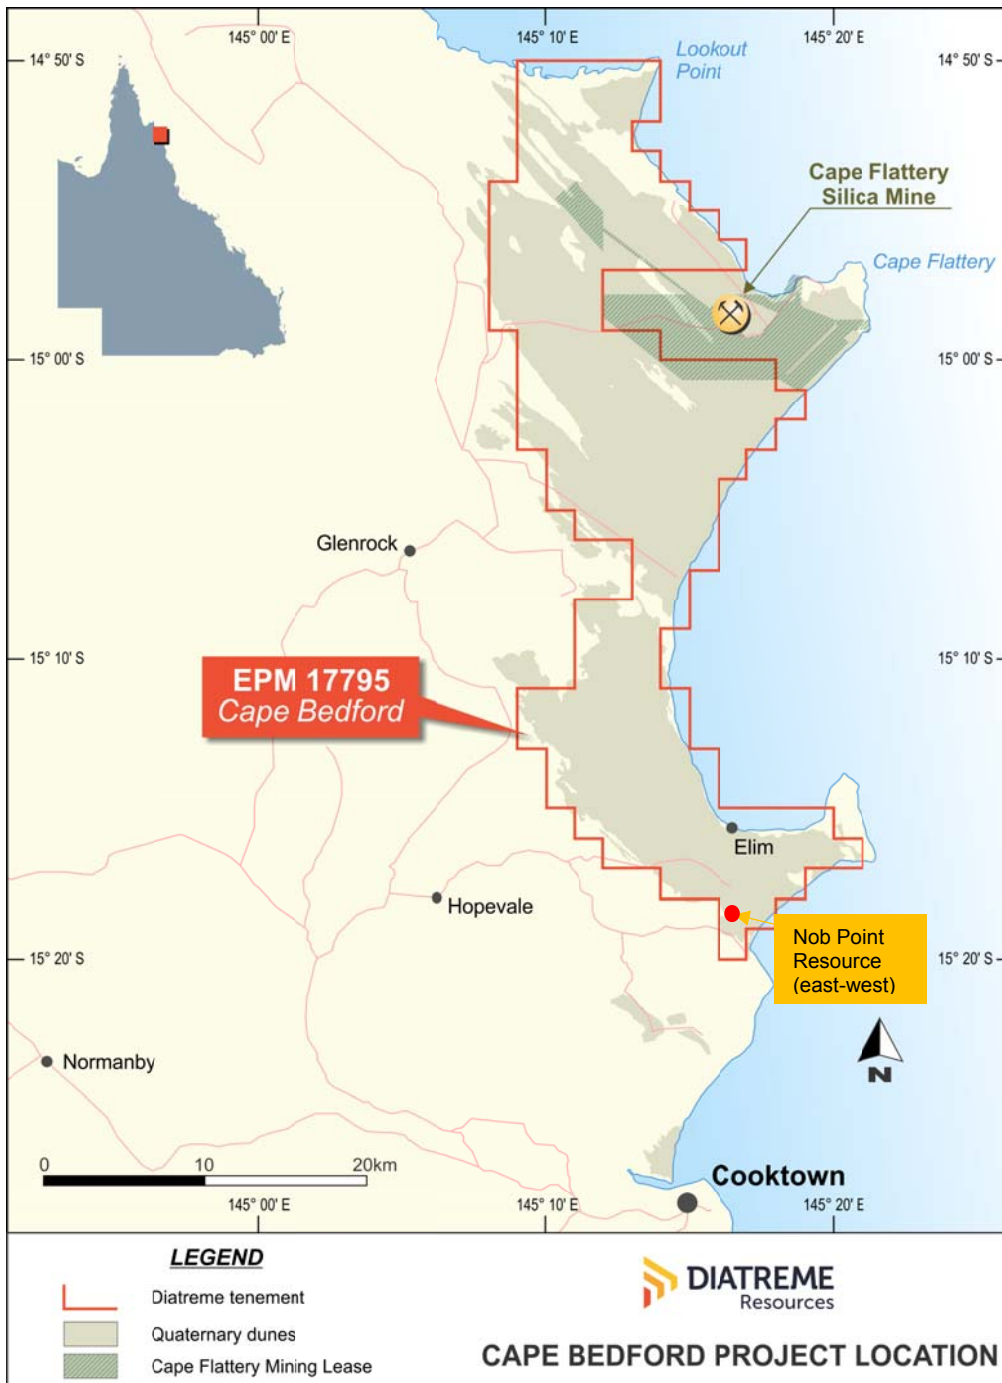 145° 00' E
145° 10' E
145° 20' E
14° 50' S
14° 50' S
Lookout
Point
Cape Flattery
Silica Mine
Cape Flattery
15° 00' S
15° 00' S
Glenrock
15° 10' S
15° 10' S
EPM 17795
Cape Bedford
Elim
Hopevale
Nob Point
Resource
(east-west)
15° 20' S
15° 20' S
N
Normanby
0 10 20km
Cooktown
145° 00' E
145° 10' E
145° 20' E
LEGEND
Diatreme tenement
Quaternary dunes
Cape Flattery Mining Lease
DIATREME
Resources
CAPE BEDFORD PROJECT LOCATION